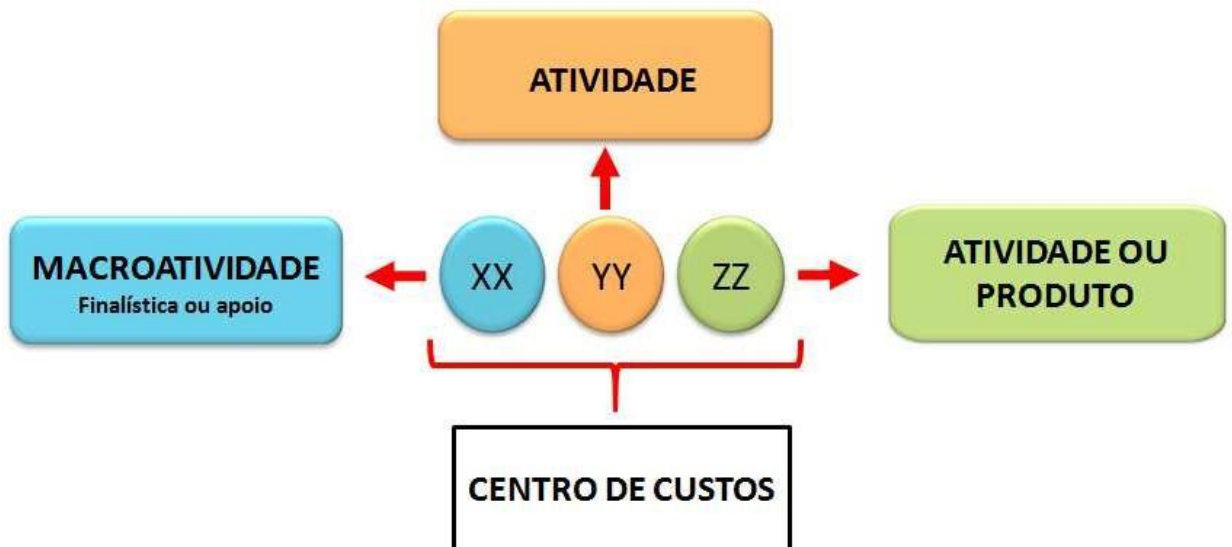 ATIVIDADE
MACROATIVIDADE
Finalística ou apoio
XX
YY
ZZ
ATIVIDADE OU
PRODUTO
CENTRO DE CUSTOS